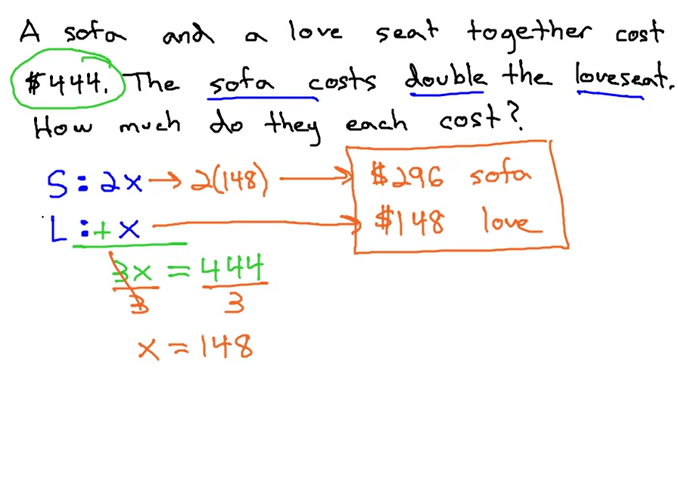 A sofa and a love seat together cost
$444. The sofa costs double the loveseat.
How much do they each cost?
S: 2x → 2(148) → $296 sofa
L: + x → $148 love
3x = 444
3 3
x = 148